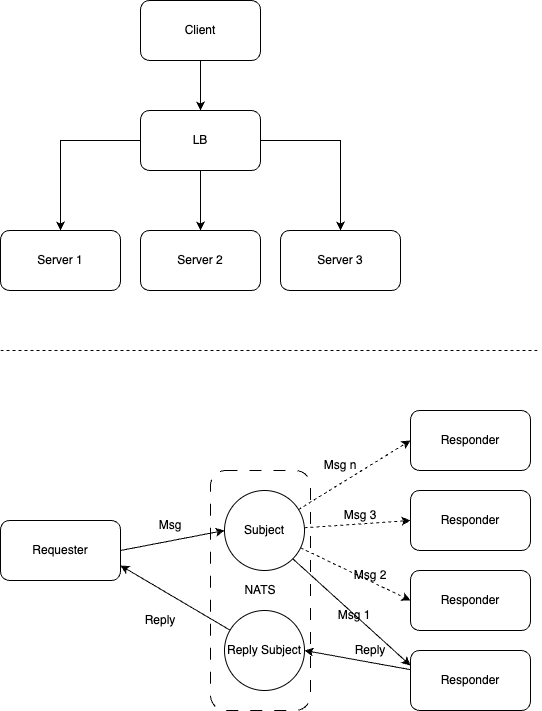 Client
LB
Server 1
Server 2
Server 3
Responder
Msg n
Responder
Msg 3
Msg
Subject
Requester
Msg 2
NATS
Responder
Msg 1
Reply
Reply Subject
Reply
Responder